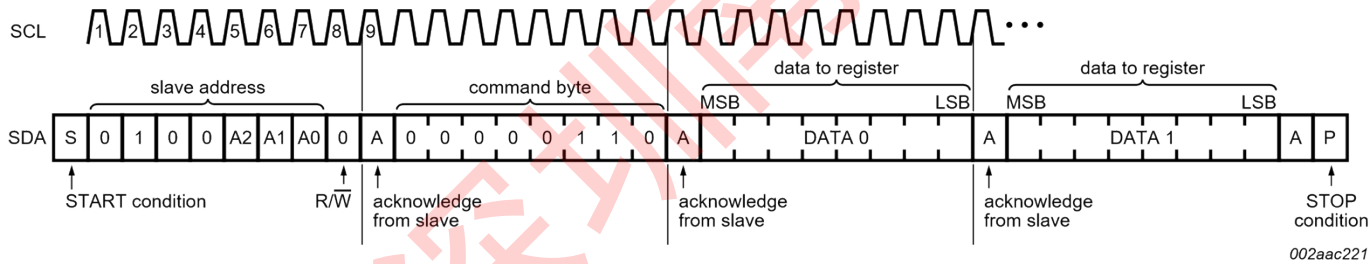 SCL 1 2 3 4 5 6 7 8 9 •••
data to register data to register
slave address command byte
MSB LSB MSB LSB
SDA S 0 1 0 0 A2 A1 A0 0 A 0 0 0 0 0 1 1 0 A DATA 0 A DATA 1 A P
START condition R/W̅ acknowledge from slave acknowledge from slave acknowledge from slave STOP condition
002aac221
深圳